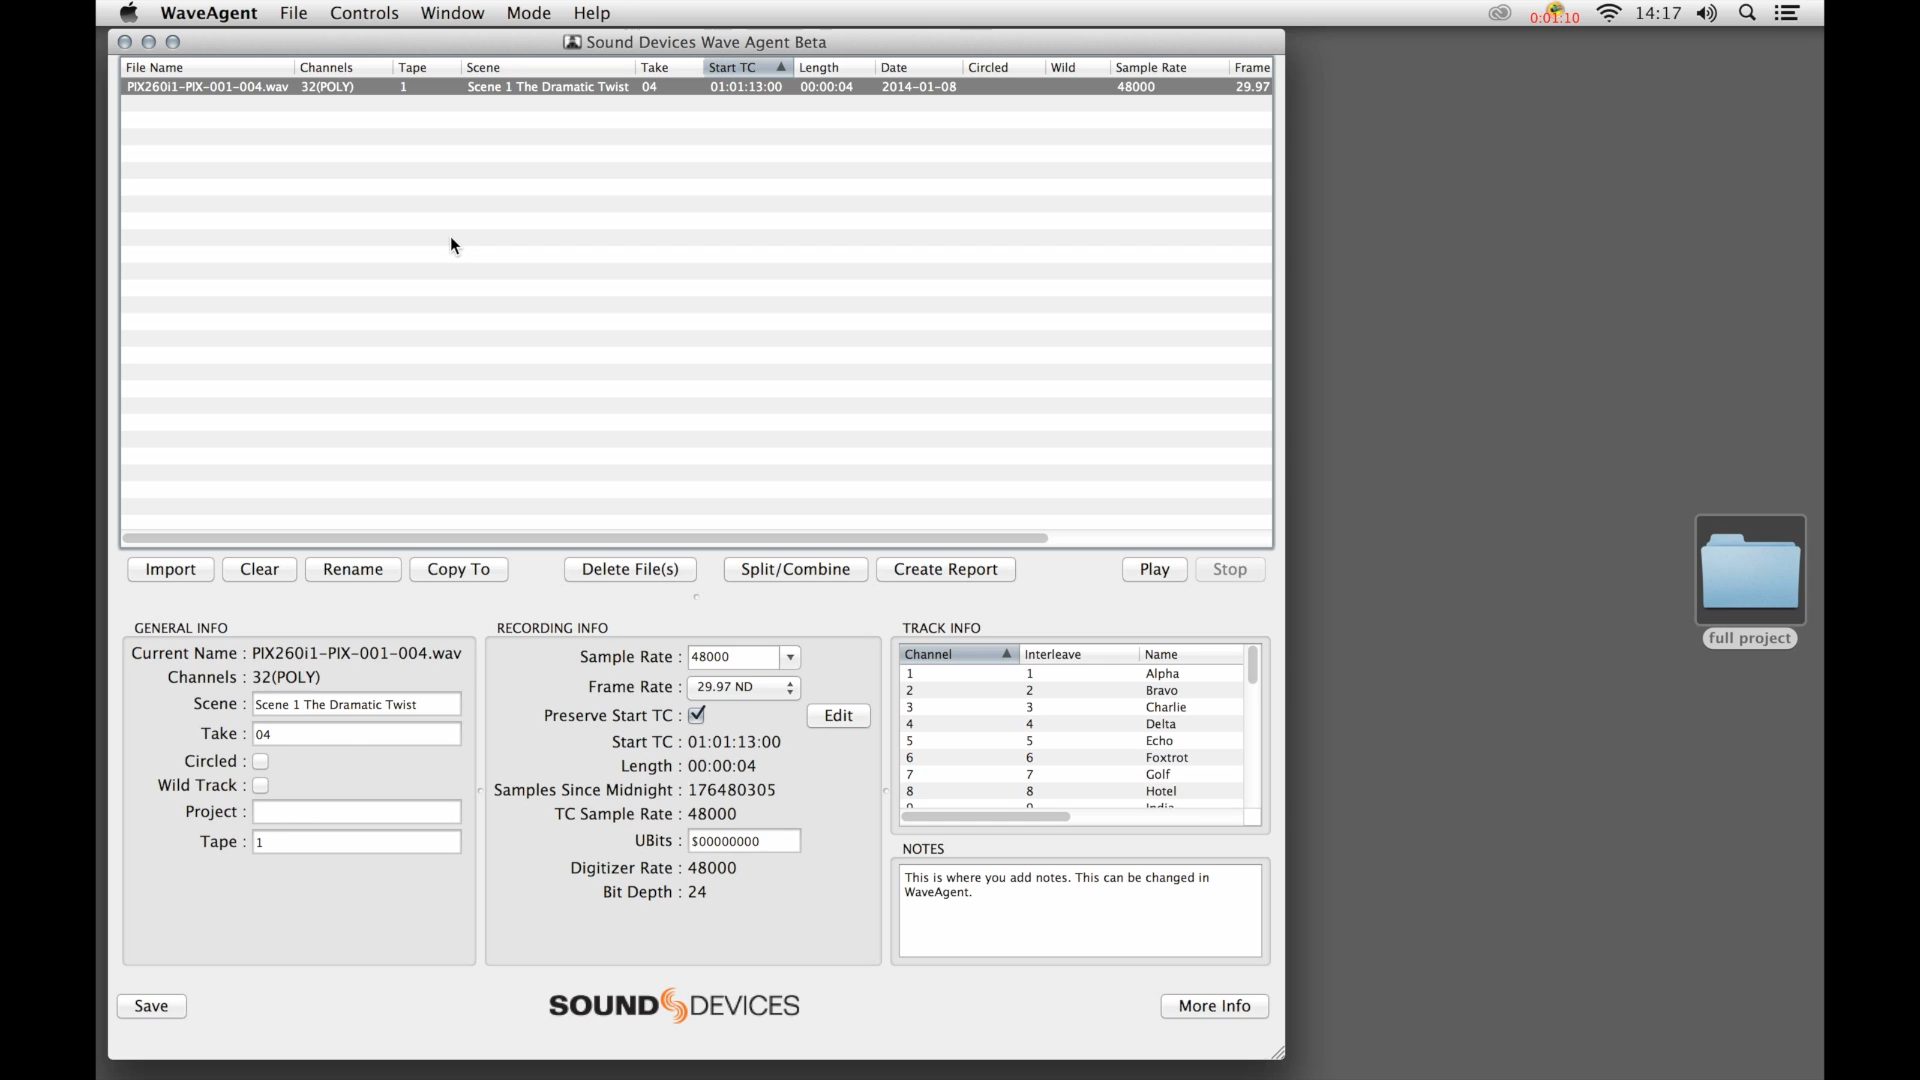 WaveAgent File Controls Window Mode Help 0:01:10 14:17
Sound Devices Wave Agent Beta
File Name Channels Tape Scene Take Start TC Length Date Circled Wild Sample Rate Frame
PIX260i1-PIX-001-004.wav 32(POLY) 1 Scene 1 The Dramatic Twist 04 01:01:13:00 00:00:04 2014-01-08 48000 29.97
Import Clear Rename Copy To Delete File(s) Split/Combine Create Report Play Stop
full project
GENERAL INFO
Current Name : PIX260i1-PIX-001-004.wav
Channels : 32(POLY)
Scene : Scene 1 The Dramatic Twist
Take : 04
Circled :
Wild Track :
Project :
Tape : 1
RECORDING INFO
Sample Rate : 48000
Frame Rate : 29.97 ND
Preserve Start TC : Edit
Start TC : 01:01:13:00
Length : 00:00:04
Samples Since Midnight : 176480305
TC Sample Rate : 48000
UBits : $00000000
Digitizer Rate : 48000
Bit Depth : 24
TRACK INFO
Channel Interleave Name
1 1 Alpha
2 2 Bravo
3 3 Charlie
4 4 Delta
5 5 Echo
6 6 Foxtrot
7 7 Golf
8 8 Hotel
9 9 India
NOTES
This is where you add notes. This can be changed in
WaveAgent.
Save SOUND DEVICES More Info